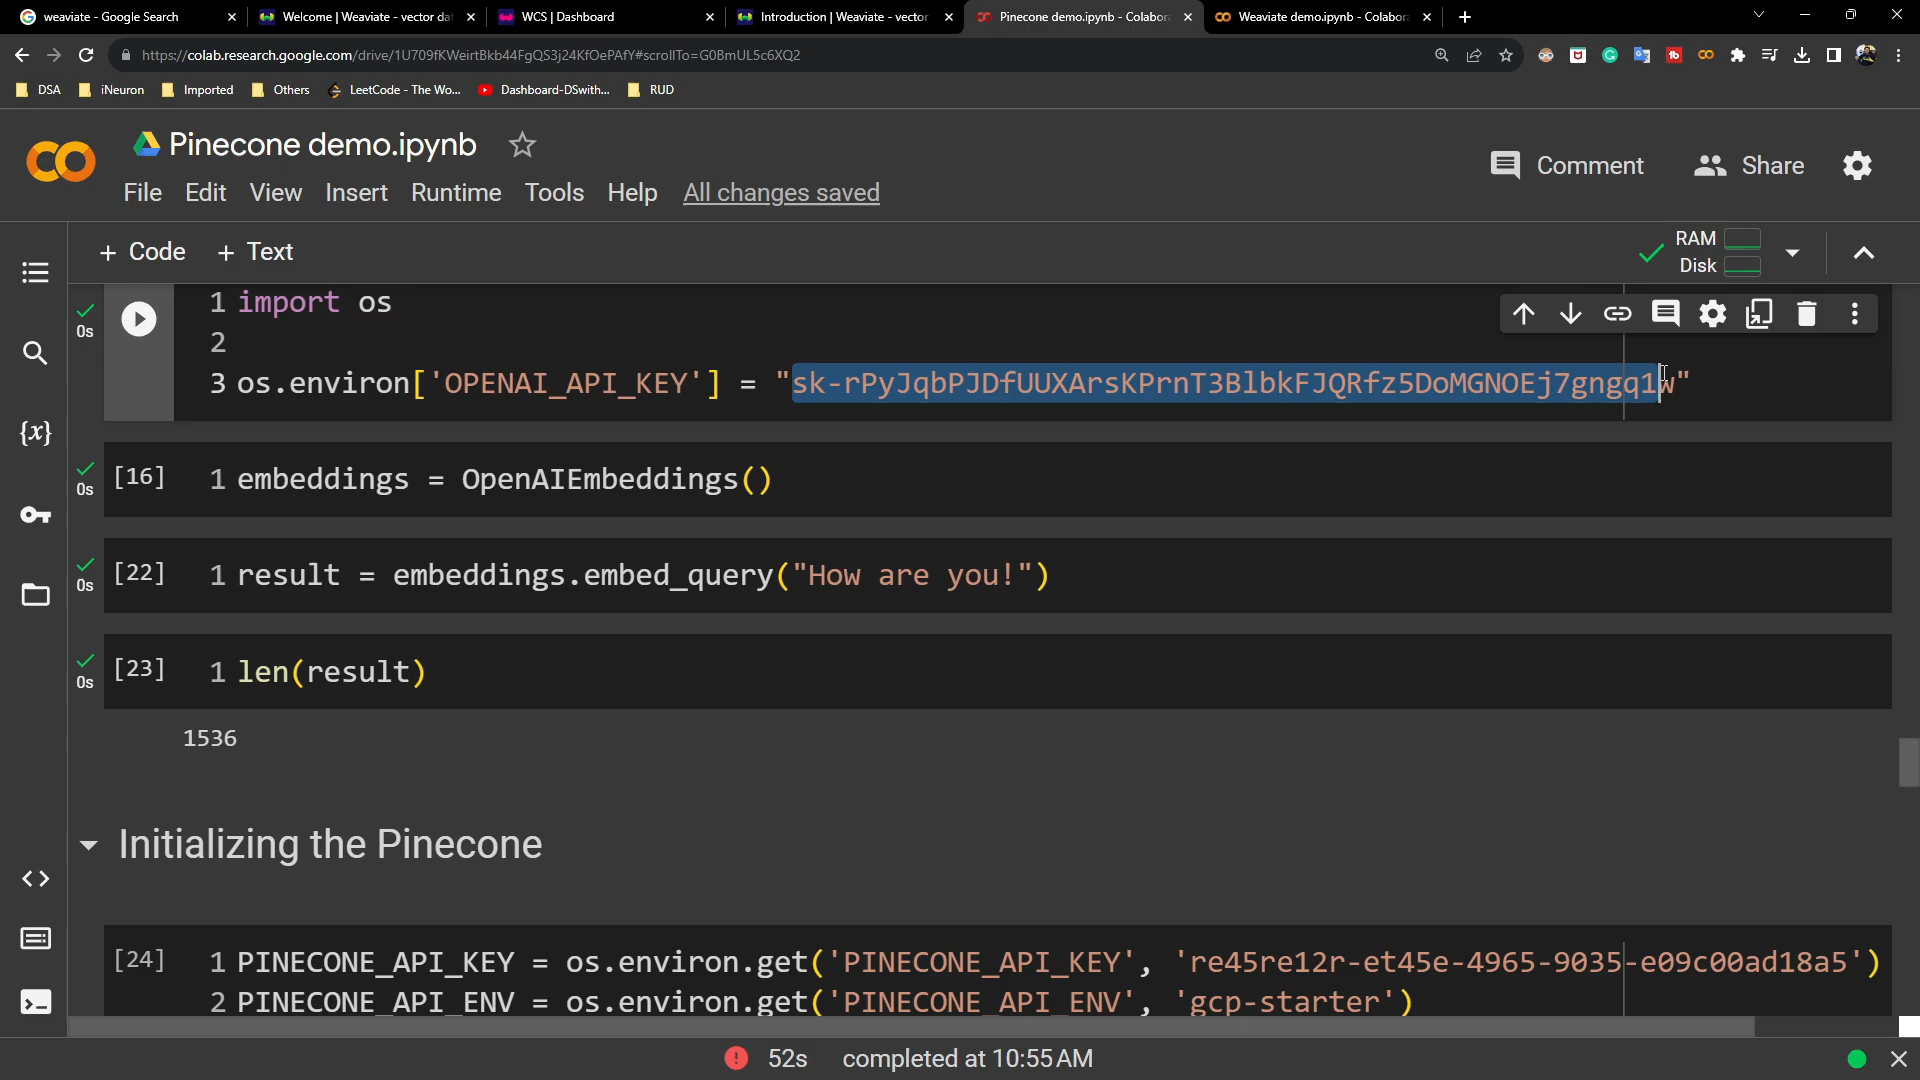 weaviate - Google Search
Welcome | Weaviate - vector da
WCS | Dashboard
Introduction | Weaviate - vector
Pinecone demo.ipynb - Colabora
Weaviate demo.ipynb - Colabora
https://colab.research.google.com/drive/1U709fKWeirtBkb44FgQS3j24KfOePAfY#scrollTo=G0BmUL5c6XQ2
DSA
iNeuron
Imported
Others
LeetCode - The Wo...
Dashboard-DSwith...
RUD
Pinecone demo.ipynb
Comment
Share
File Edit View Insert Runtime Tools Help All changes saved
+ Code + Text
RAM
Disk
0s
1 import os
2
3 os.environ['OPENAI_API_KEY'] = "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"
0s [16] 1 embeddings = OpenAIEmbeddings()
0s [22] 1 result = embeddings.embed_query("How are you!")
0s [23] 1 len(result)
1536
Initializing the Pinecone
[24] 1 PINECONE_API_KEY = os.environ.get('PINECONE_API_KEY', 're45re12r-et45e-4965-9035-e09c00ad18a5')
2 PINECONE_API_ENV = os.environ.get('PINECONE_API_ENV', 'gcp-starter')
52s completed at 10:55 AM